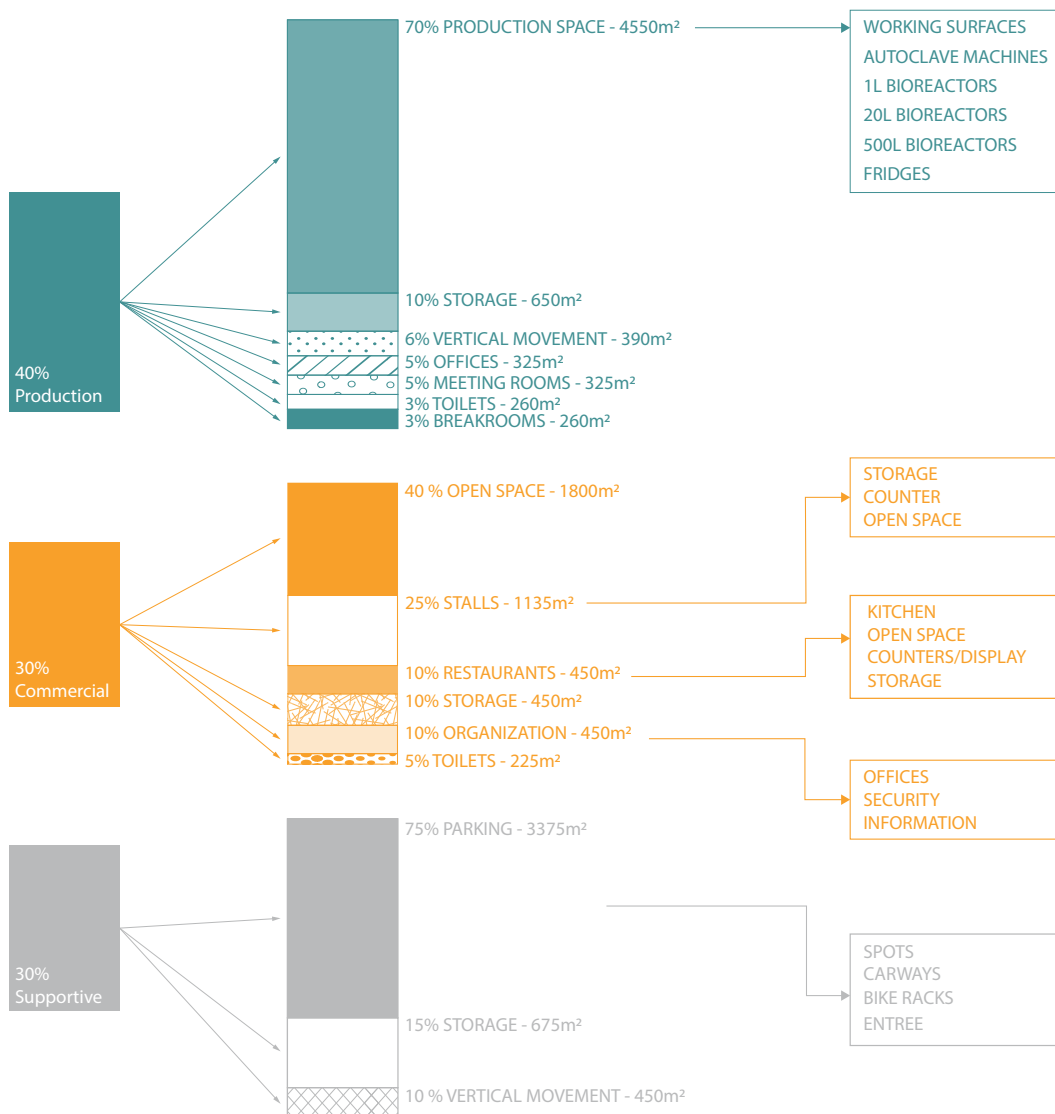 70% PRODUCTION SPACE - 4550m²
WORKING SURFACES
AUTOCLAVE MACHINES
1L BIOREACTORS
20L BIOREACTORS
500L BIOREACTORS
FRIDGES
40%
Production
10% STORAGE - 650m²
6% VERTICAL MOVEMENT - 390m²
5% OFFICES - 325m²
5% MEETING ROOMS - 325m²
3% TOILETS - 260m²
3% BREAKROOMS - 260m²
40 % OPEN SPACE - 1800m²
STORAGE
COUNTER
OPEN SPACE
25% STALLS - 1135m²
KITCHEN
OPEN SPACE
COUNTERS/DISPLAY
STORAGE
30%
Commercial
10% RESTAURANTS - 450m²
10% STORAGE - 450m²
10% ORGANIZATION - 450m²
5% TOILETS - 225m²
OFFICES
SECURITY
INFORMATION
75% PARKING - 3375m²
30%
Supportive
SPOTS
CARWAYS
BIKE RACKS
ENTREE
15% STORAGE - 675m²
10 % VERTICAL MOVEMENT - 450m²